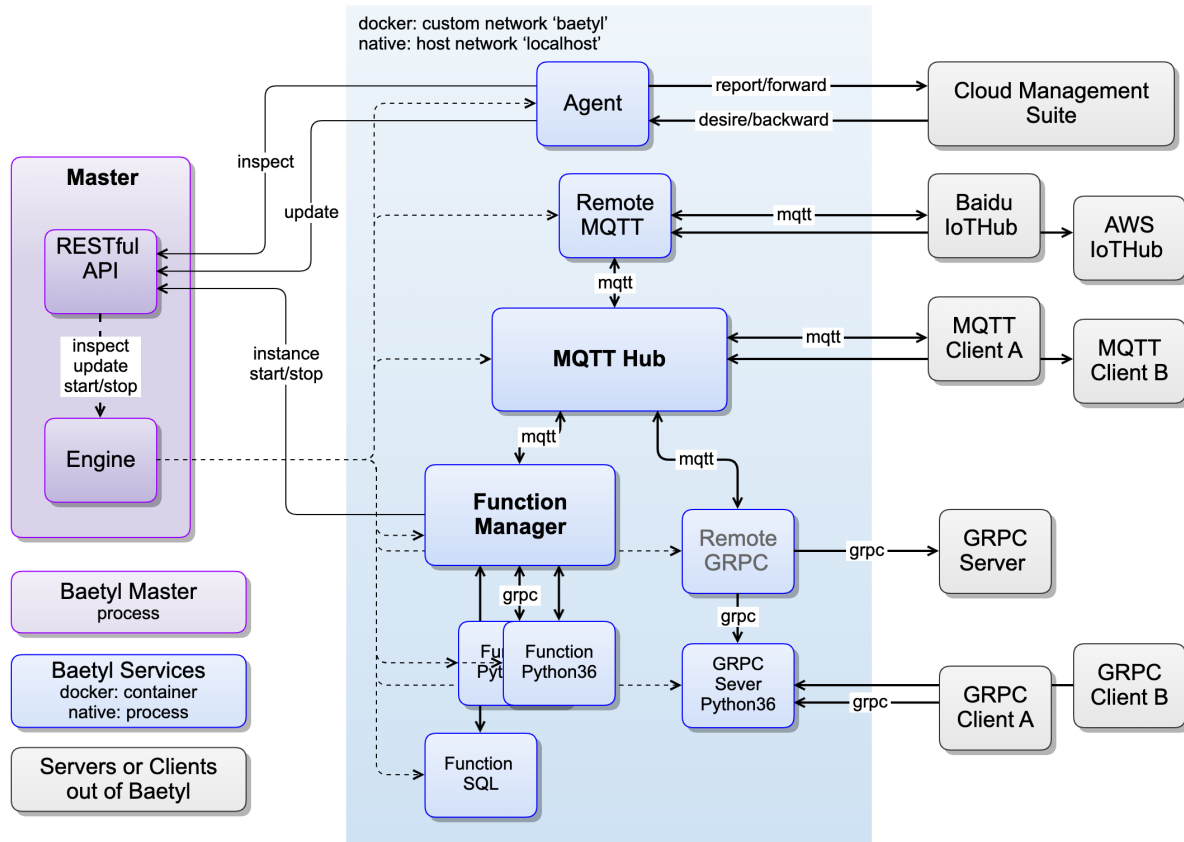 docker: custom network ‘baetyl’
native: host network ‘localhost’
Agent
report/forward
desire/backward
Cloud Management
Suite
inspect
update
Master
RESTful
API
inspect
update
start/stop
Engine
instance
start/stop
Remote
MQTT
mqtt
Baidu
IoTHub
AWS
IoTHub
mqtt
MQTT Hub
mqtt
MQTT
Client A
MQTT
Client B
mqtt
mqtt
Function
Manager
Remote
GRPC
grpc
GRPC
Server
grpc
grpc
Fu
Pyt
Function
Python36
GRPC
Sever
Python36
grpc
GRPC
Client A
GRPC
Client B
Function
SQL
Baetyl Master
process
Baetyl Services
docker: container
native: process
Servers or Clients
out of Baetyl